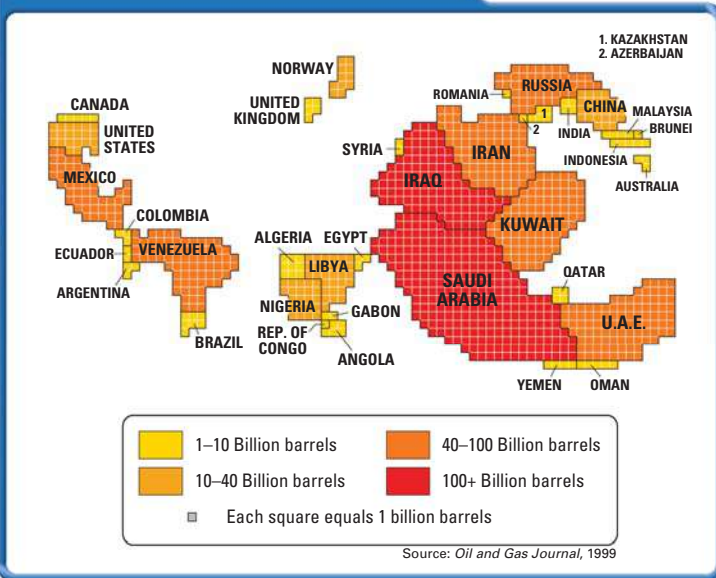 1. KAZAKHSTAN
2. AZERBAIJAN
NORWAY
CANADA
UNITED
KINGDOM
ROMANIA
RUSSIA
UNITED
STATES
1
2
INDIA
CHINA
MALAYSIA
BRUNEI
SYRIA
IRAN
INDONESIA
MEXICO
IRAQ
AUSTRALIA
COLOMBIA
KUWAIT
ECUADOR
VENEZUELA
ALGERIA
EGYPT
LIBYA
ARGENTINA
SAUDI
ARABIA
QATAR
NIGERIA
GABON
U.A.E.
REP. OF
CONGO
BRAZIL
ANGOLA
YEMEN
OMAN
1–10 Billion barrels
40–100 Billion barrels
10–40 Billion barrels
100+ Billion barrels
Each square equals 1 billion barrels
Source: Oil and Gas Journal, 1999